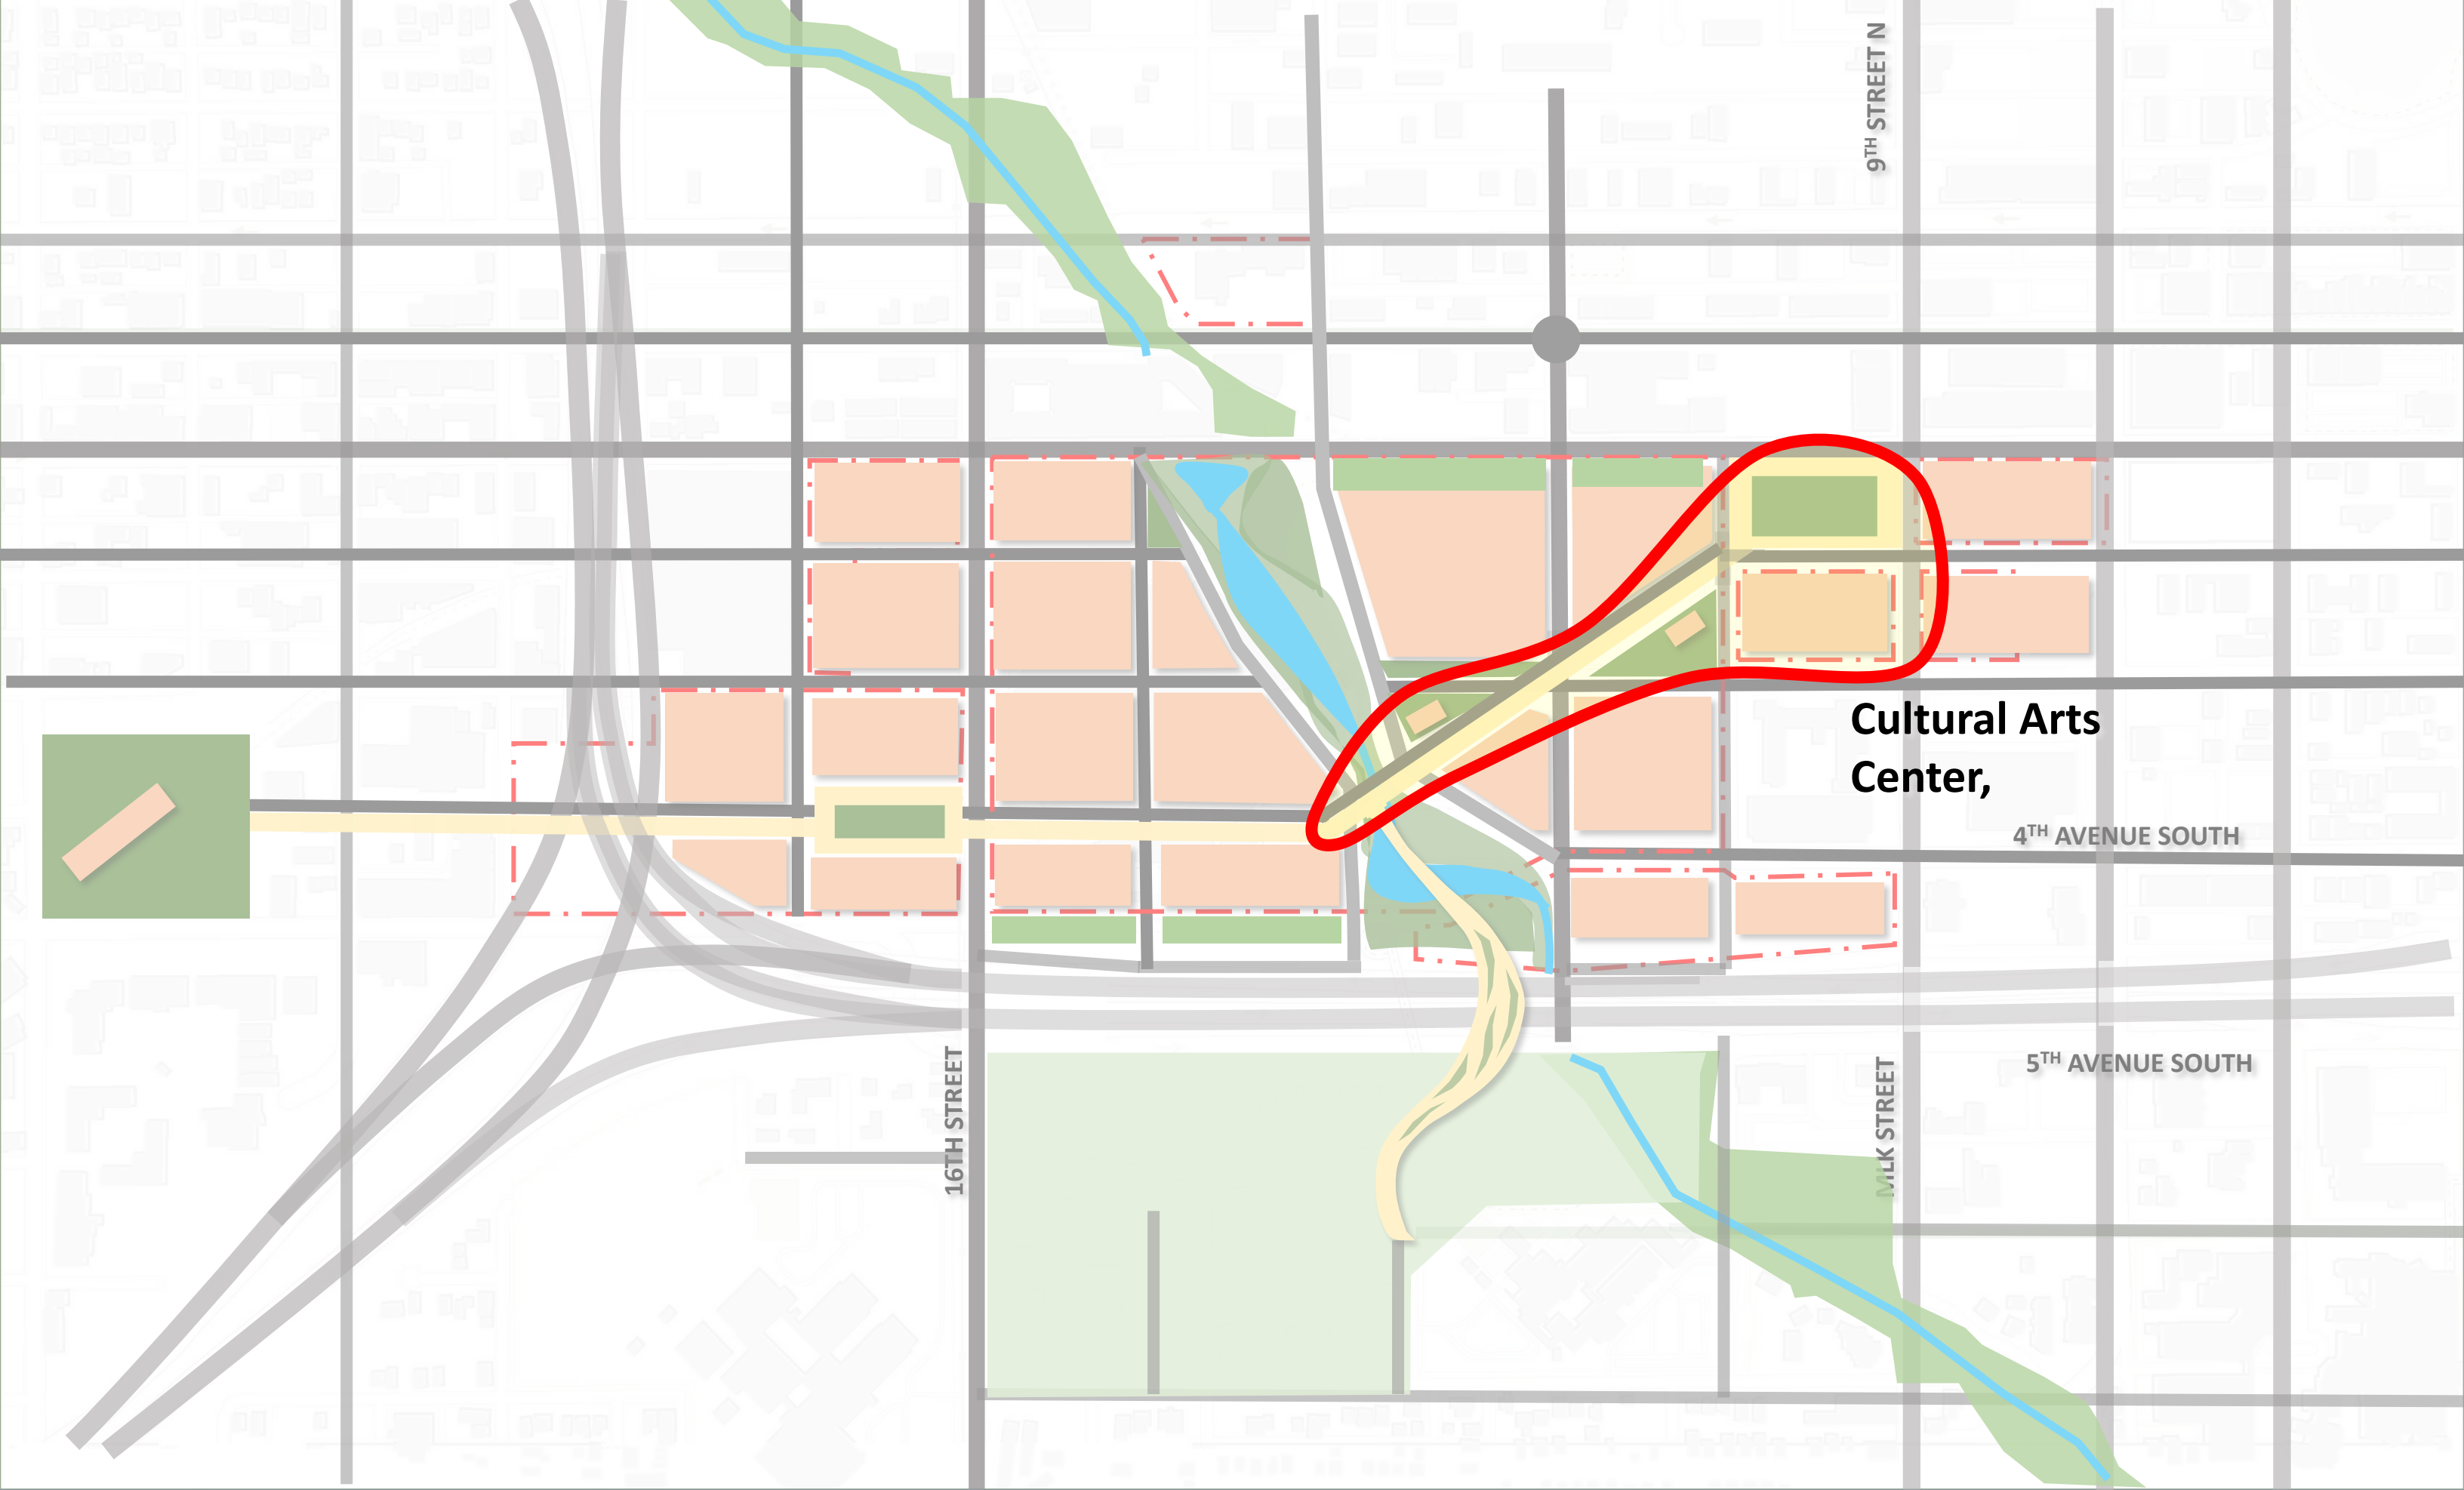 9TH STREET N
Cultural Arts
Center,
4TH AVENUE SOUTH
5TH AVENUE SOUTH
16TH STREET
MLK STREET